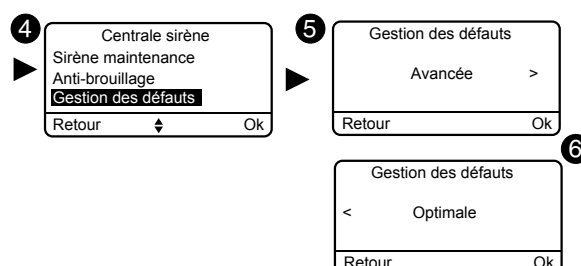 4
Centrale sirène
Sirène maintenance
Anti-brouillage
Gestion des défauts
Retour Ok
5
Gestion des défauts
Avancée >
Retour Ok
6
Gestion des défauts
< Optimale
Retour Ok